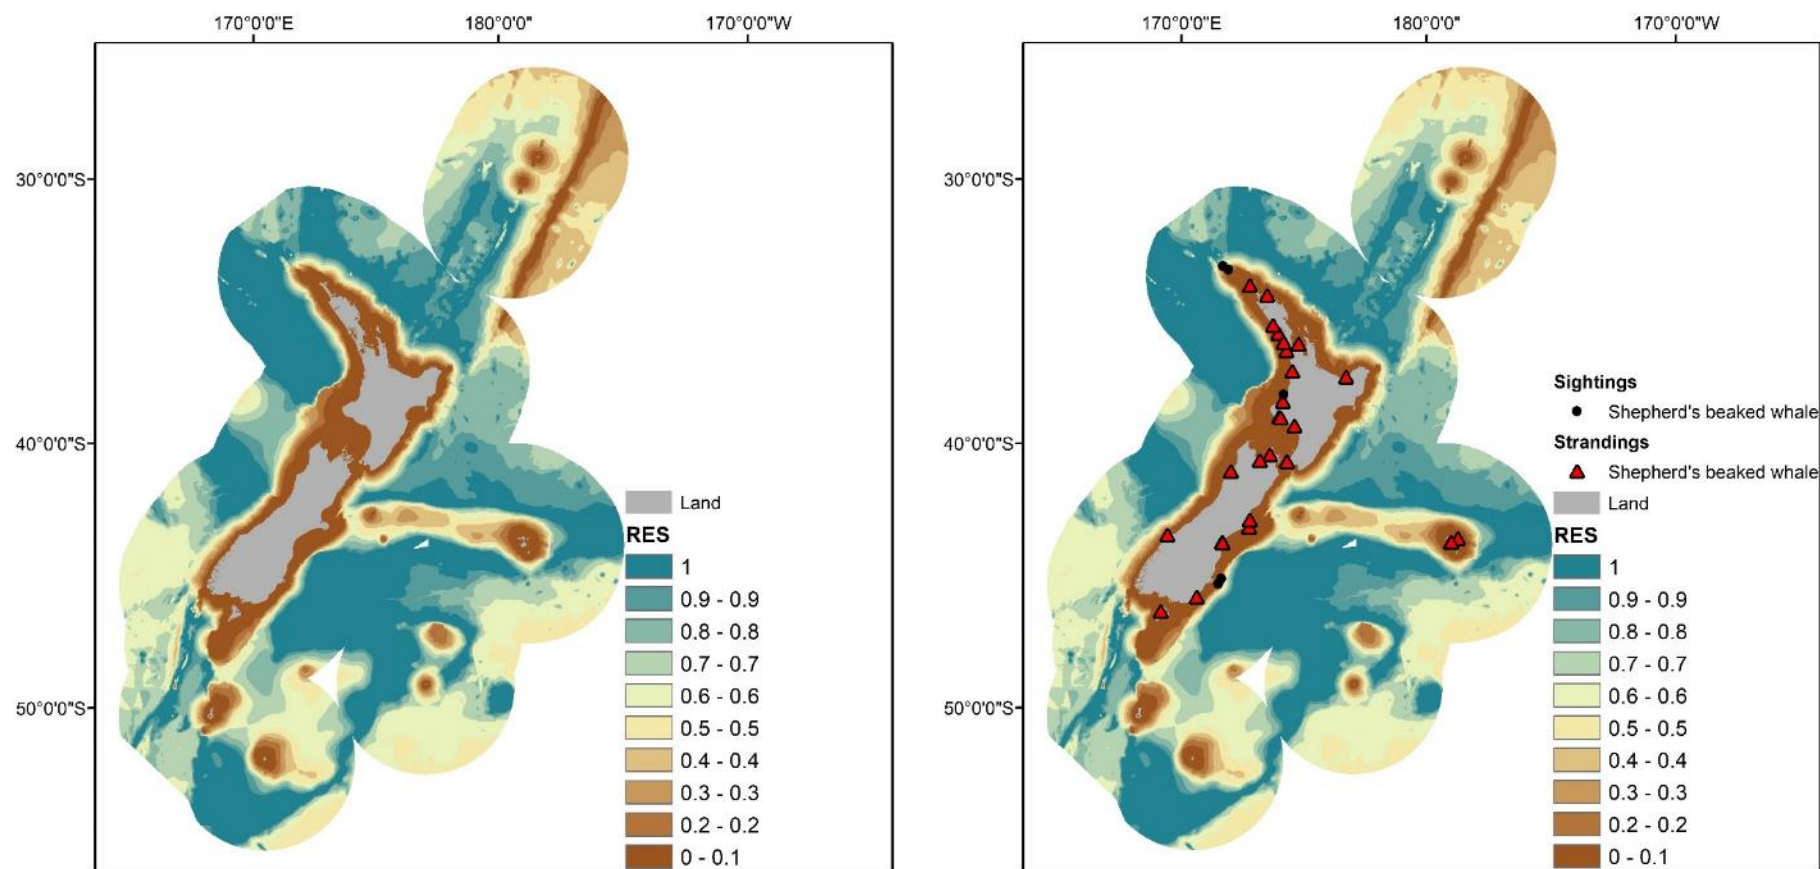 170°0'0"E 180°0'0" 170°0'0"W
30°0'0"S
40°0'0"S
50°0'0"S
Land
RES
1
0.9 - 0.9
0.8 - 0.8
0.7 - 0.7
0.6 - 0.6
0.5 - 0.5
0.4 - 0.4
0.3 - 0.3
0.2 - 0.2
0 - 0.1
170°0'0"E 180°0'0" 170°0'0"W
30°0'0"S
40°0'0"S
50°0'0"S
Sightings
Shepherd's beaked whale
Strandings
Shepherd's beaked whale
Land
RES
1
0.9 - 0.9
0.8 - 0.8
0.7 - 0.7
0.6 - 0.6
0.5 - 0.5
0.4 - 0.4
0.3 - 0.3
0.2 - 0.2
0 - 0.1